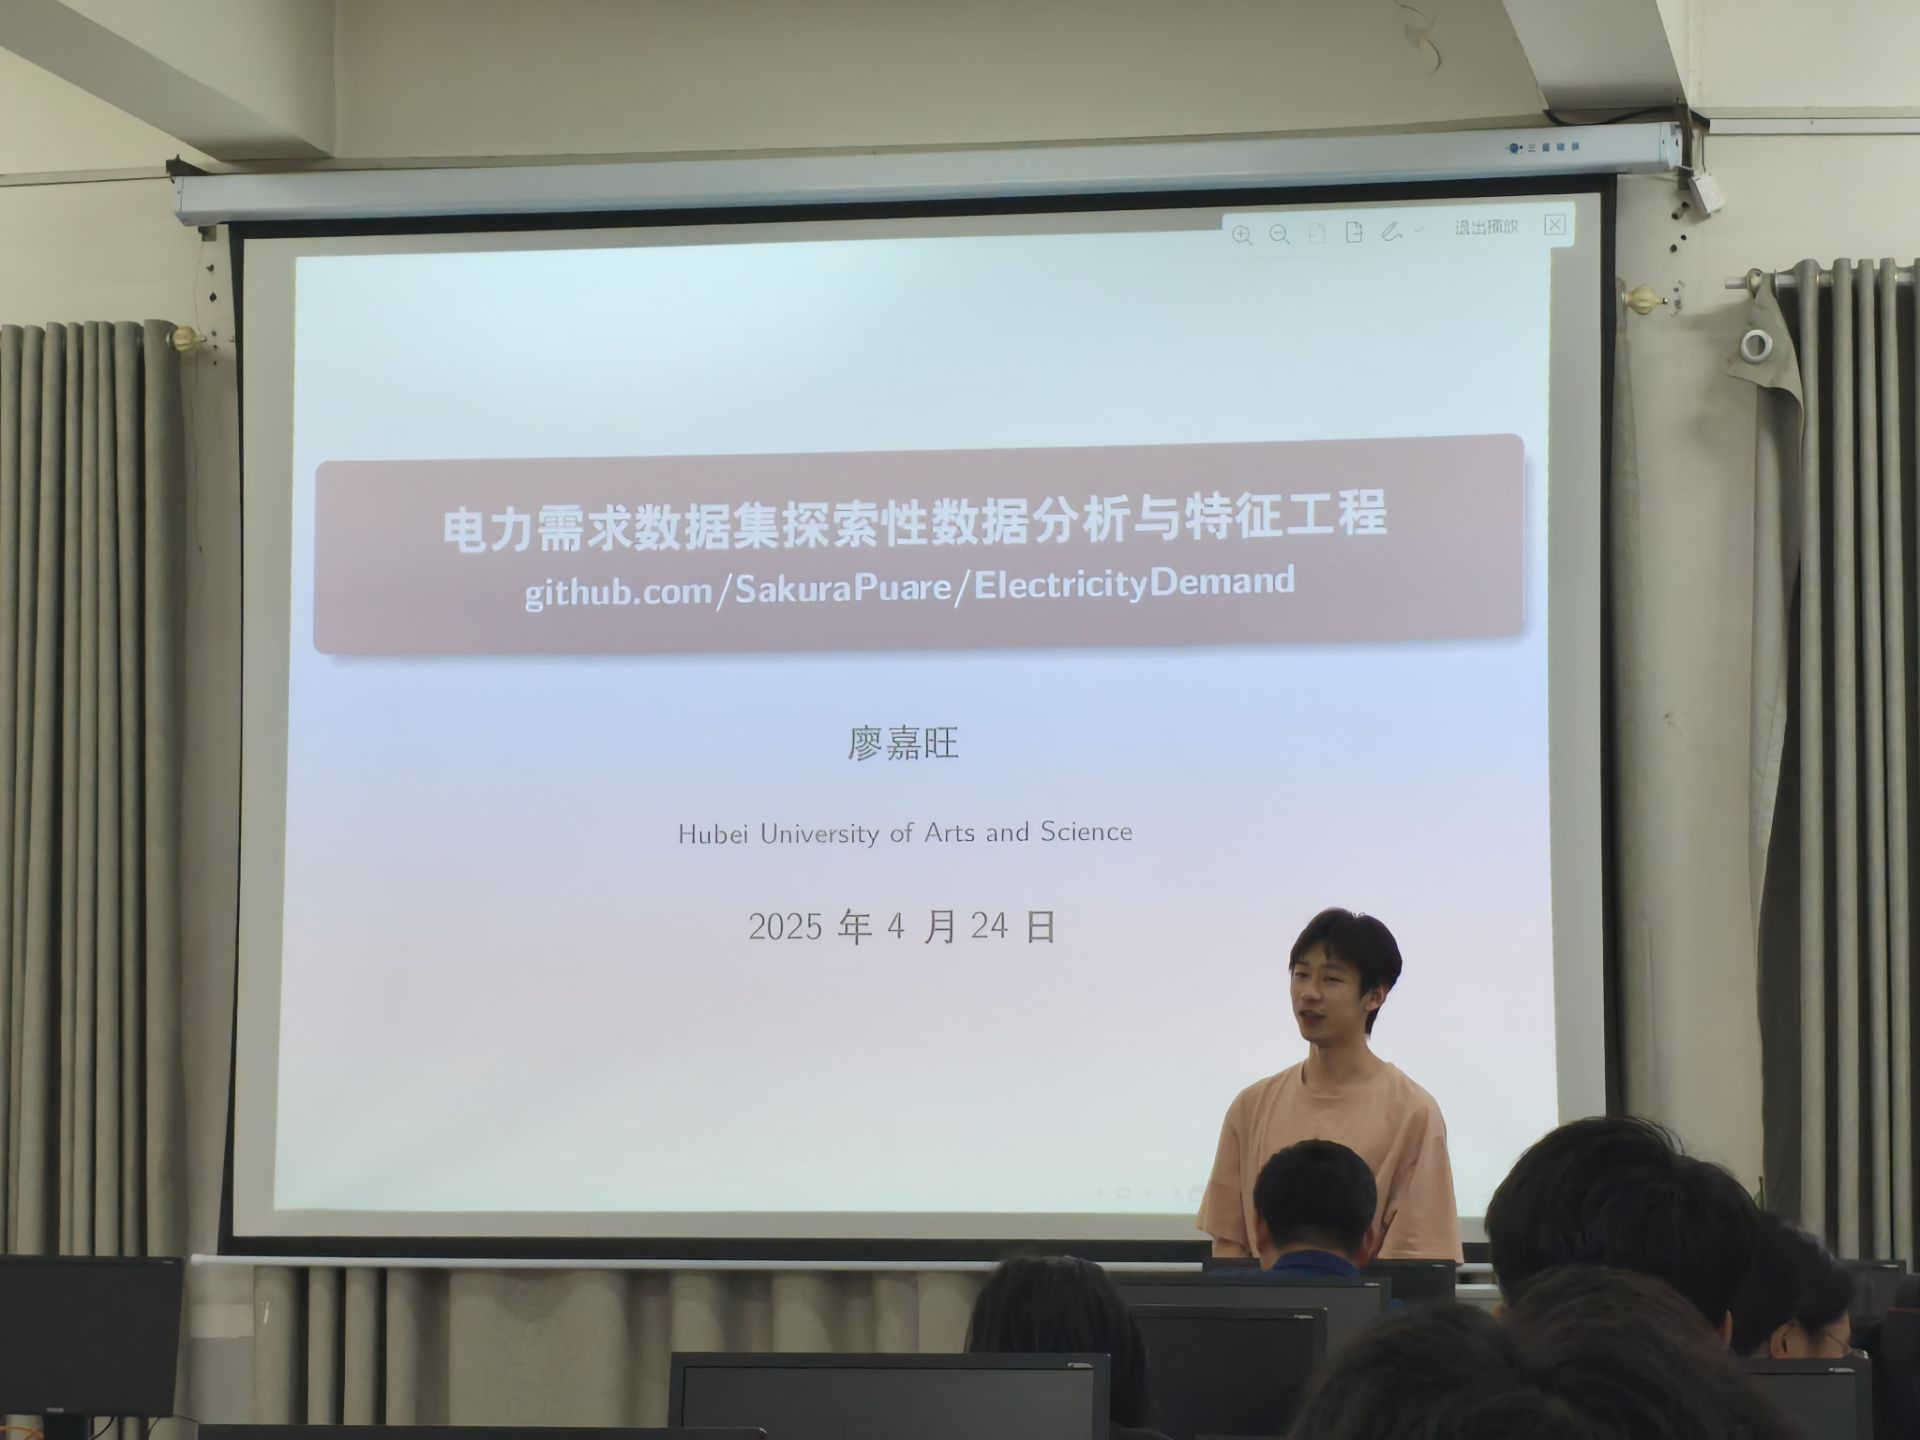 退出预放
电力需求数据集探索性数据分析与特征工程
github.com/SakuraPuare/ElectricityDemand
廖嘉旺
Hubei University of Arts and Science
2025 年 4 月 24 日